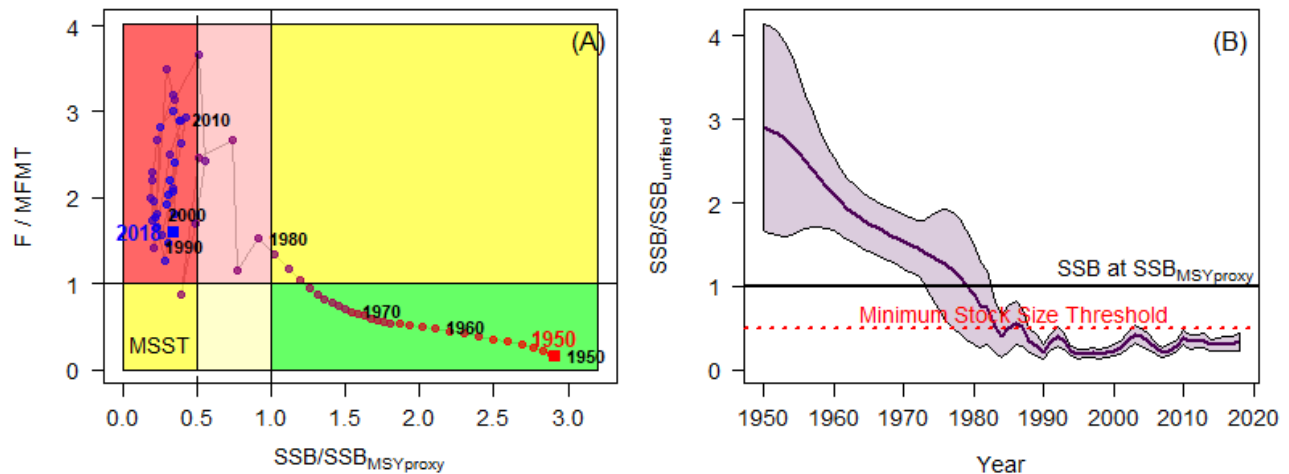 (A)
F / MFMT
4
3
2
1
0
2010
2000
2018
1990
1980
1970
1960
1950
1950
MSST
0.0 0.5 1.0 1.5 2.0 2.5 3.0
SSB/SSBMSYproxy
(B)
SSB/SSBunfished
4
3
2
1
0
SSB at SSBMSYproxy
Minimum Stock Size Threshold
1950 1960 1970 1980 1990 2000 2010 2020
Year